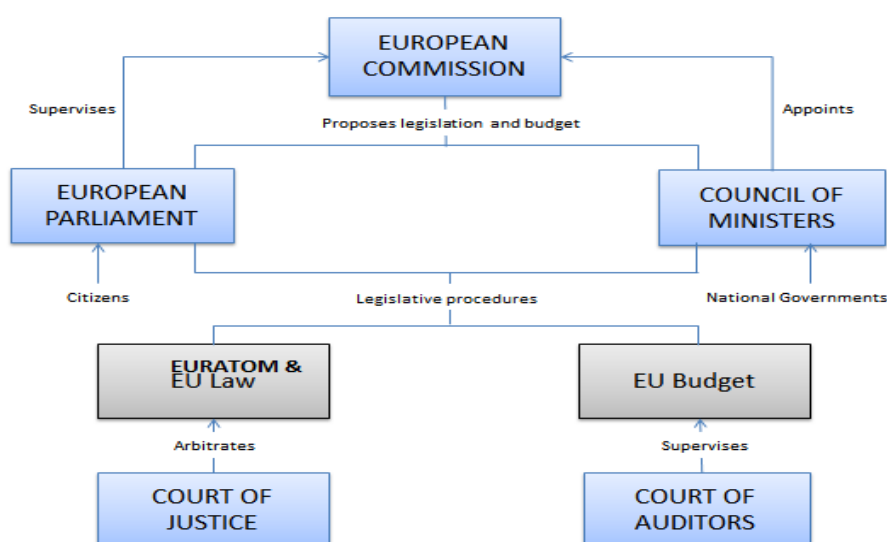 EUROPEAN
COMMISSION
Supervises
Appoints
Proposes legislation and budget
EUROPEAN
PARLIAMENT
COUNCIL OF
MINISTERS
Citizens
Legislative procedures
National Governments
EURATOM &
EU Law
EU Budget
Arbitrates
Supervises
COURT OF
JUSTICE
COURT OF
AUDITORS